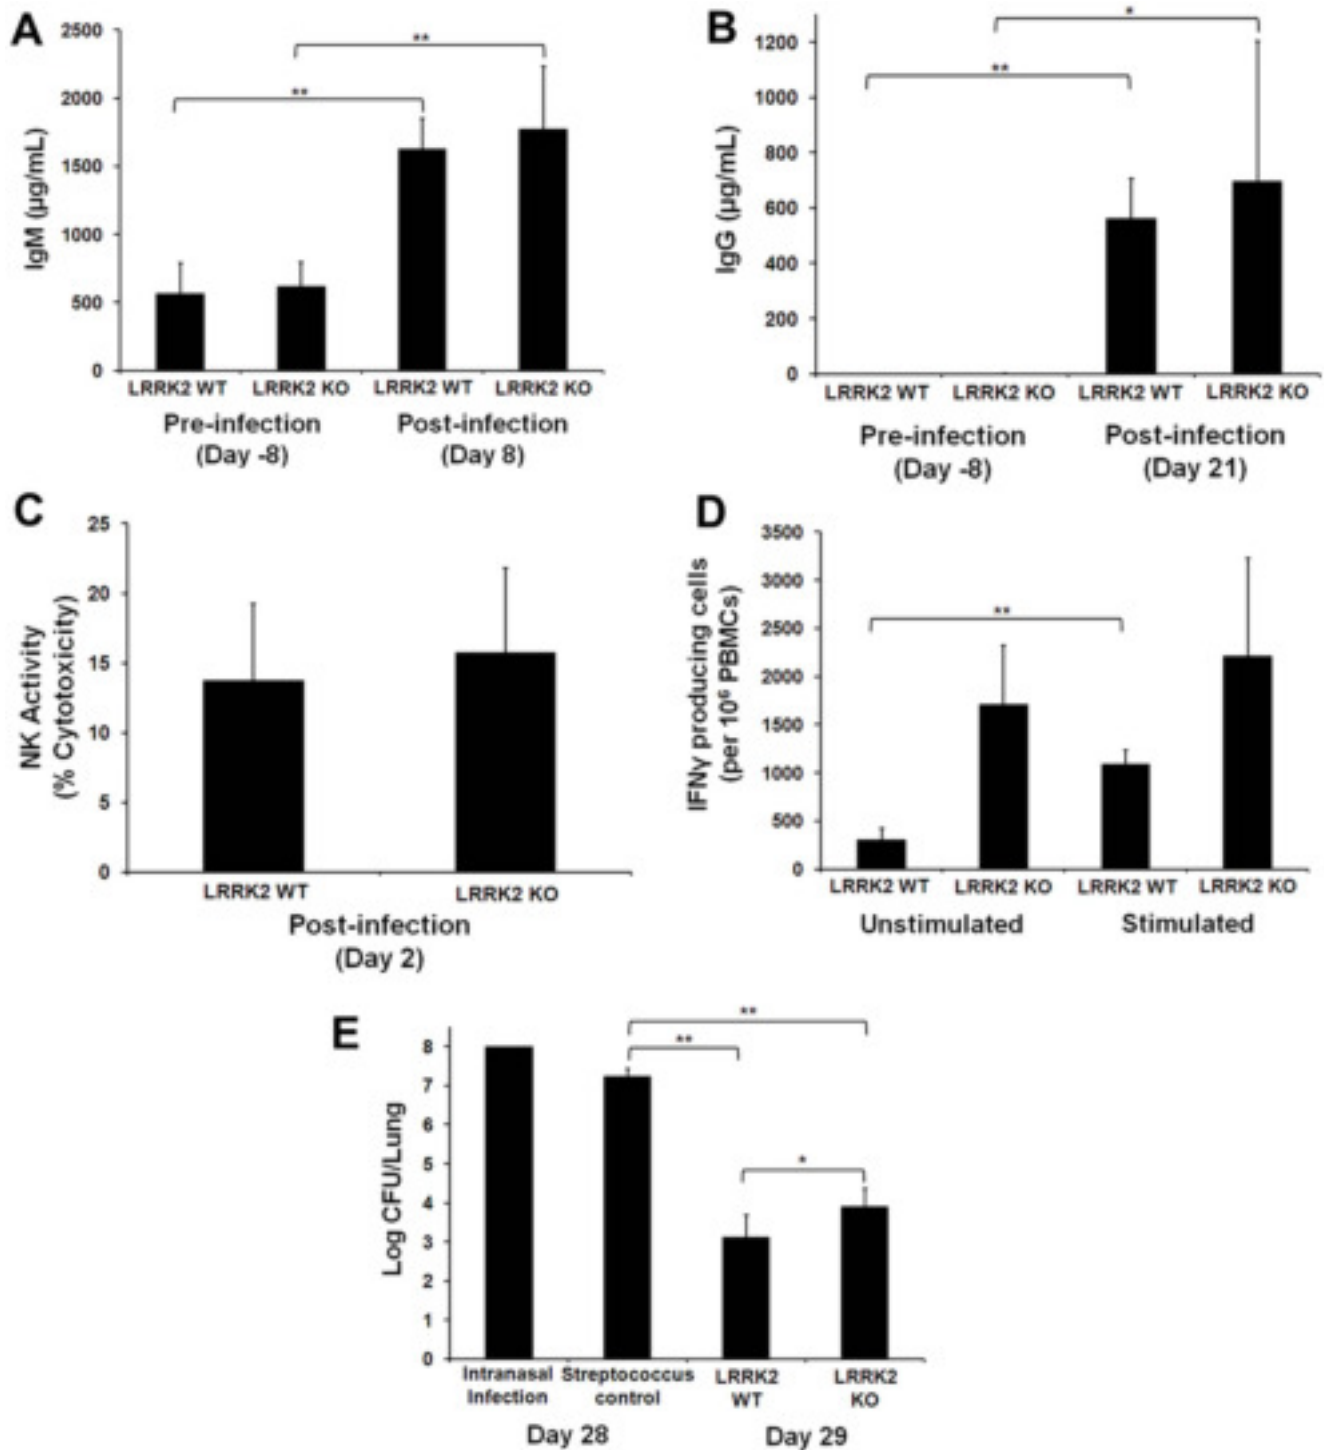 A
IgM (µg/mL)
2500
2000
1500
1000
500
0
**
**
LRRK2 WT LRRK2 KO LRRK2 WT LRRK2 KO
Pre-infection Post-infection
(Day -8) (Day 8)
B
IgG (µg/mL)
1200
1000
800
600
400
200
0
*
**
LRRK2 WT LRRK2 KO LRRK2 WT LRRK2 KO
Pre-infection Post-infection
(Day -8) (Day 21)
C
NK Activity
(% Cytotoxicity)
25
20
15
10
5
0
LRRK2 WT LRRK2 KO
Post-infection
(Day 2)
D
IFNγ producing cells
(per 10⁶ PBMCs)
3500
3000
2500
2000
1500
1000
500
0
**
LRRK2 WT LRRK2 KO LRRK2 WT LRRK2 KO
Unstimulated Stimulated
E
Log CFU/Lung
8
7
6
5
4
3
2
1
0
**
**
*
Intranasal Streptococcus LRRK2 LRRK2
Infection control WT KO
Day 28 Day 29